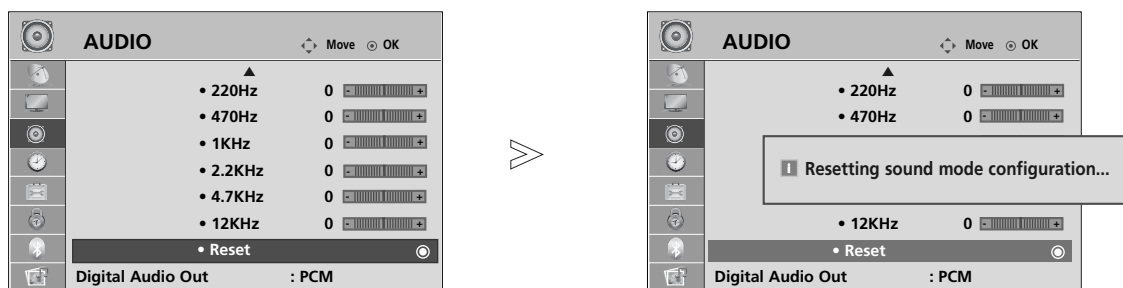 AUDIO
Move
OK
• 220Hz 0 - +
• 470Hz 0 - +
• 1KHz 0 - +
• 2.2KHz 0 - +
• 4.7KHz 0 - +
• 12KHz 0 - +
• Reset
Digital Audio Out : PCM
AUDIO
Move
OK
• 220Hz 0 - +
• 470Hz 0 - +
Resetting sound mode configuration...
• 12KHz 0 - +
• Reset
Digital Audio Out : PCM